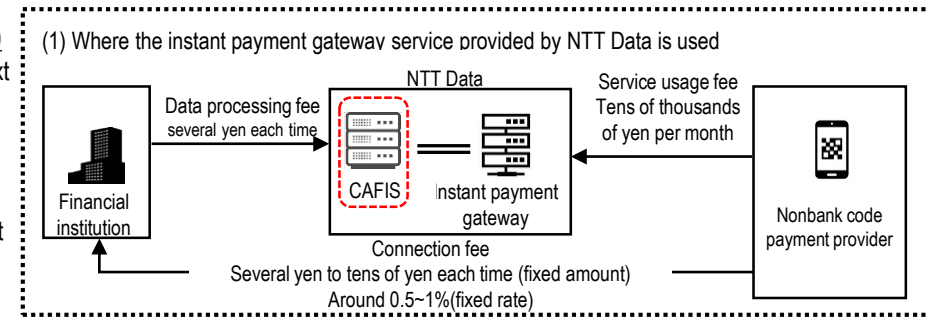 (1) Where the instant payment gateway service provided by NTT Data is used
NTT Data
Data processing fee
several yen each time
Service usage fee
Tens of thousands
of yen per month
Financial
institution
CAFIS
Instant payment
gateway
Nonbank code
payment provider
Connection fee
Several yen to tens of yen each time (fixed amount)
Around 0.5~1%(fixed rate)